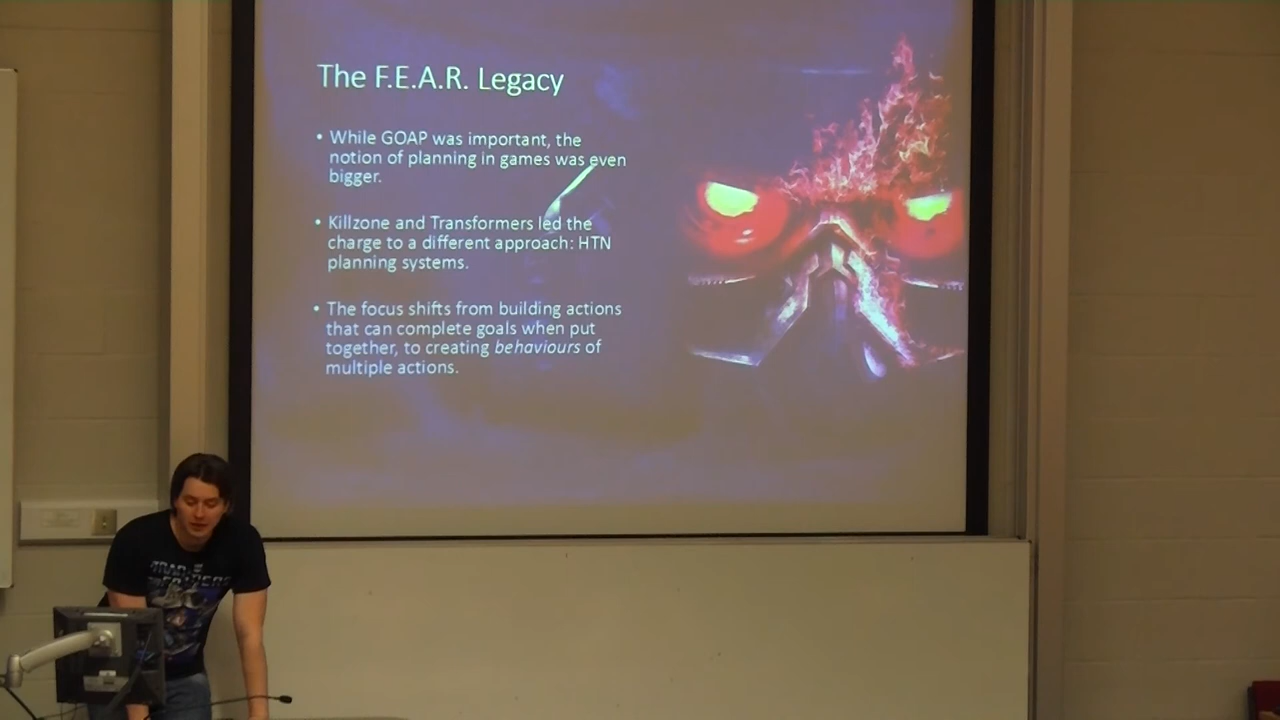 The F.E.A.R. Legacy
• While GOAP was important, the
notion of planning in games was even
bigger.
• Killzone and Transformers led the
charge to a different approach: HTN
planning systems.
• The focus shifts from building actions
that can complete goals when put
together, to creating behaviours of
multiple actions.